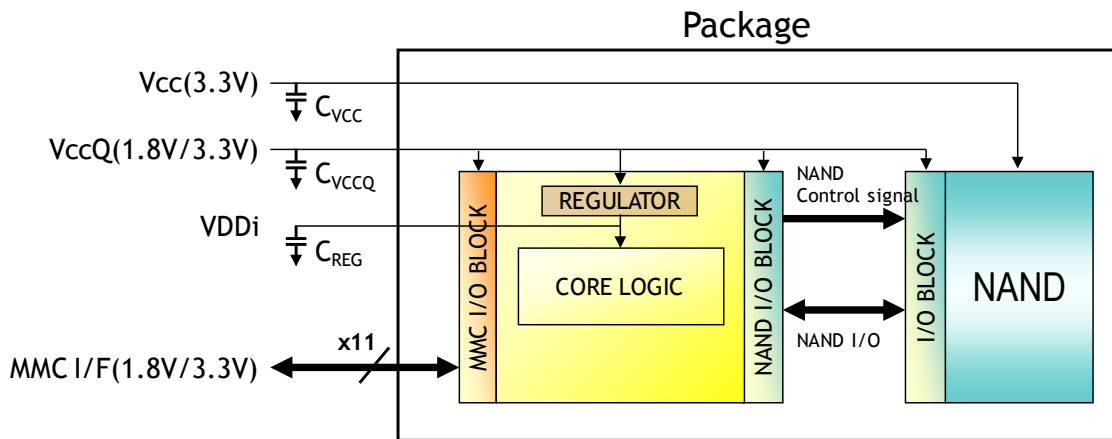 Package
Vcc(3.3V)
CVCC
VccQ(1.8V/3.3V)
CVCCQ
NAND
Control signal
REGULATOR
VDDi
CREG
CORE LOGIC
MMC I/O BLOCK
NAND I/O BLOCK
I/O BLOCK
NAND
NAND I/O
x11
MMC I/F(1.8V/3.3V)